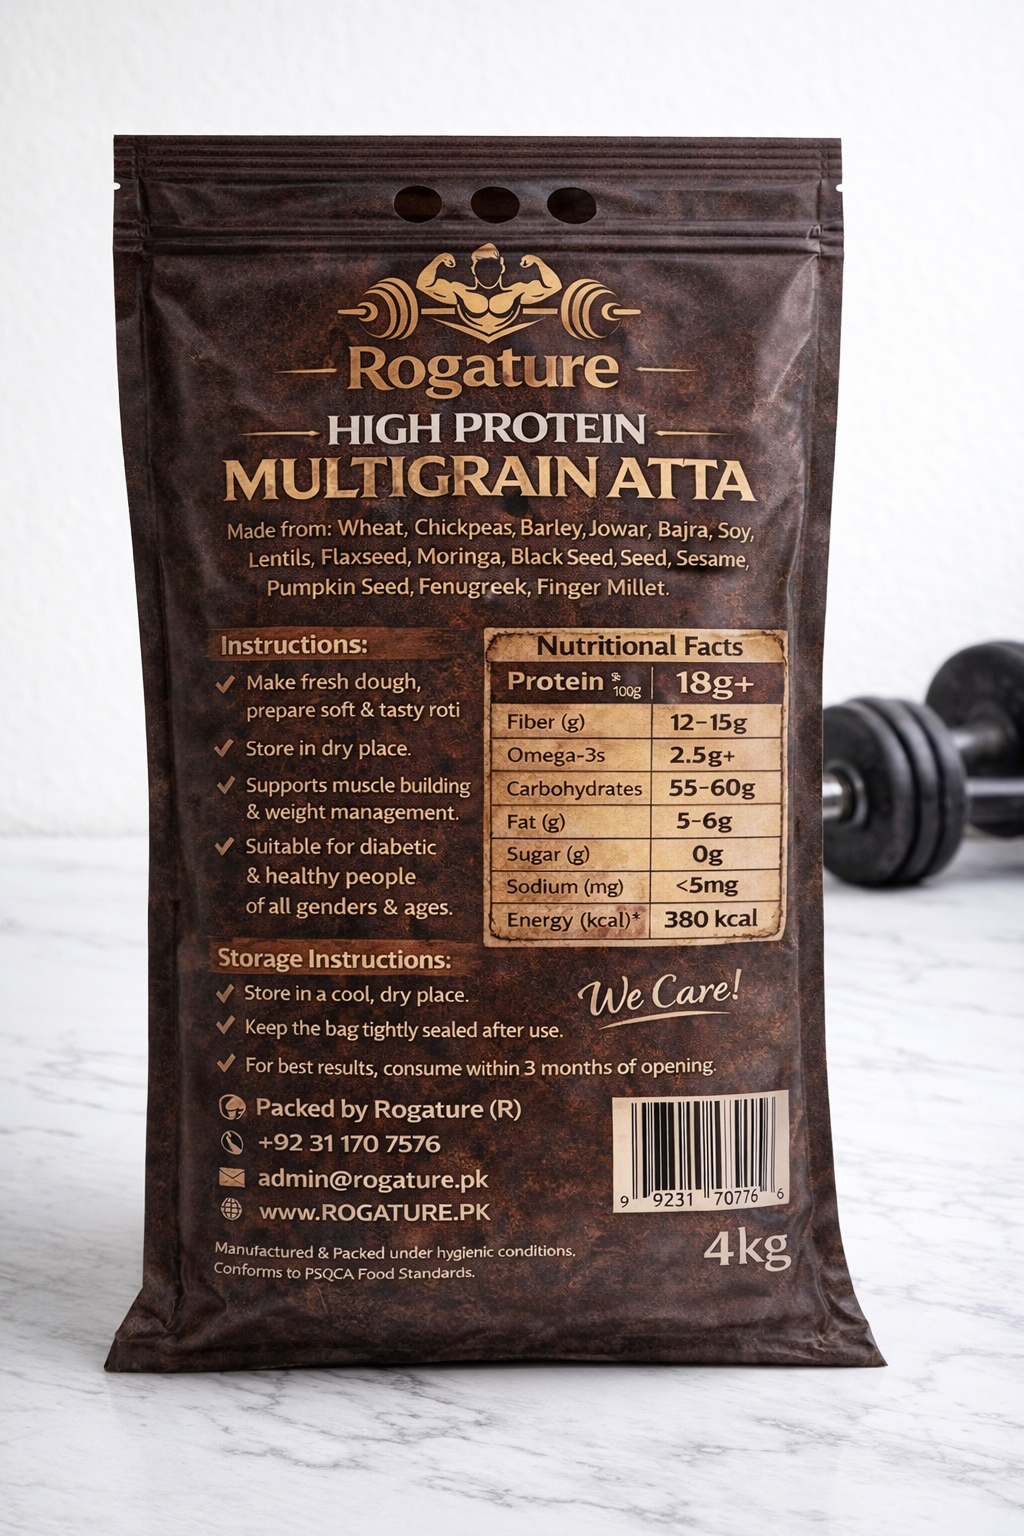 Rogature
HIGH PROTEIN
MULTIGRAIN ATTA
Made from: Wheat, Chickpeas, Barley, Jowar, Bajra, Soy,
Lentils, Flaxseed, Moringa, Black Seed, Seed, Sesame,
Pumpkin Seed, Fenugreek, Finger Millet.
Instructions:
Make fresh dough,
prepare soft & tasty roti
Store in dry place.
Supports muscle building
& weight management.
Suitable for diabetic
& healthy people
of all genders & ages.
Nutritional Facts
Protein 100g 18g+
Fiber (g) 12-15g
Omega-3s 2.5g+
Carbohydrates 55-60g
Fat (g) 5-6g
Sugar (g) 0g
Sodium (mg) <5mg
Energy (kcal)* 380 kcal
Storage Instructions:
Store in a cool, dry place.
Keep the bag tightly sealed after use.
For best results, consume within 3 months of opening.
We Care!
Packed by Rogature (R)
+92 31 170 7576
admin@rogature.pk
www.ROGATURE.PK
9 9231 70776 6
4kg
Manufactured & Packed under hygienic conditions.
Conforms to PSQCA Food Standards.